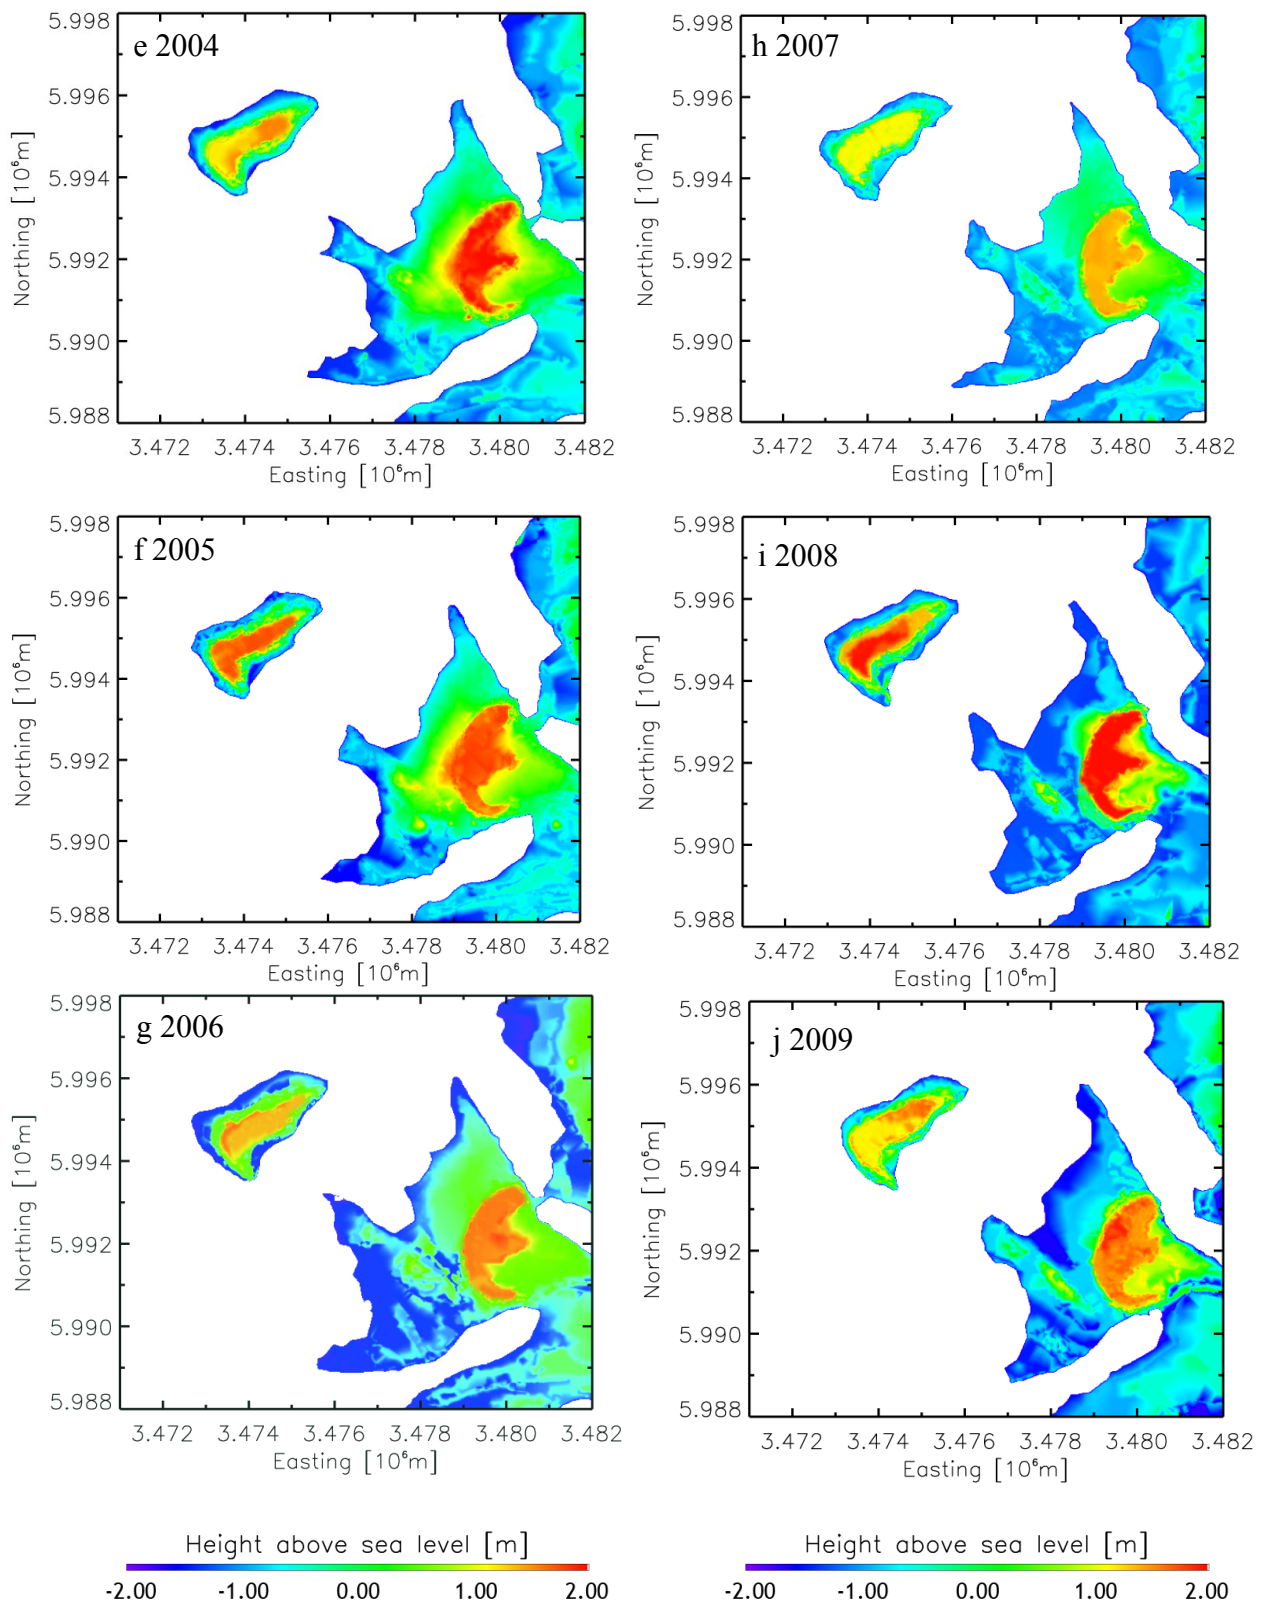 e 2004
5.998
5.996
5.994
5.992
5.990
5.988
Northing [10⁶m]
3.472 3.474 3.476 3.478 3.480 3.482
Easting [10⁶m]
h 2007
5.998
5.996
5.994
5.992
5.990
5.988
Northing [10⁶m]
3.472 3.474 3.476 3.478 3.480 3.482
Easting [10⁶m]
f 2005
5.998
5.996
5.994
5.992
5.990
5.988
Northing [10⁶m]
3.472 3.474 3.476 3.478 3.480 3.482
Easting [10⁶m]
i 2008
5.998
5.996
5.994
5.992
5.990
5.988
Northing [10⁶m]
3.472 3.474 3.476 3.478 3.480 3.482
Easting [10⁶m]
g 2006
5.998
5.996
5.994
5.992
5.990
5.988
Northing [10⁶m]
3.472 3.474 3.476 3.478 3.480 3.482
Easting [10⁶m]
j 2009
5.998
5.996
5.994
5.992
5.990
5.988
Northing [10⁶m]
3.472 3.474 3.476 3.478 3.480 3.482
Easting [10⁶m]
Height above sea level [m]
-2.00 -1.00 0.00 1.00 2.00
Height above sea level [m]
-2.00 -1.00 0.00 1.00 2.00